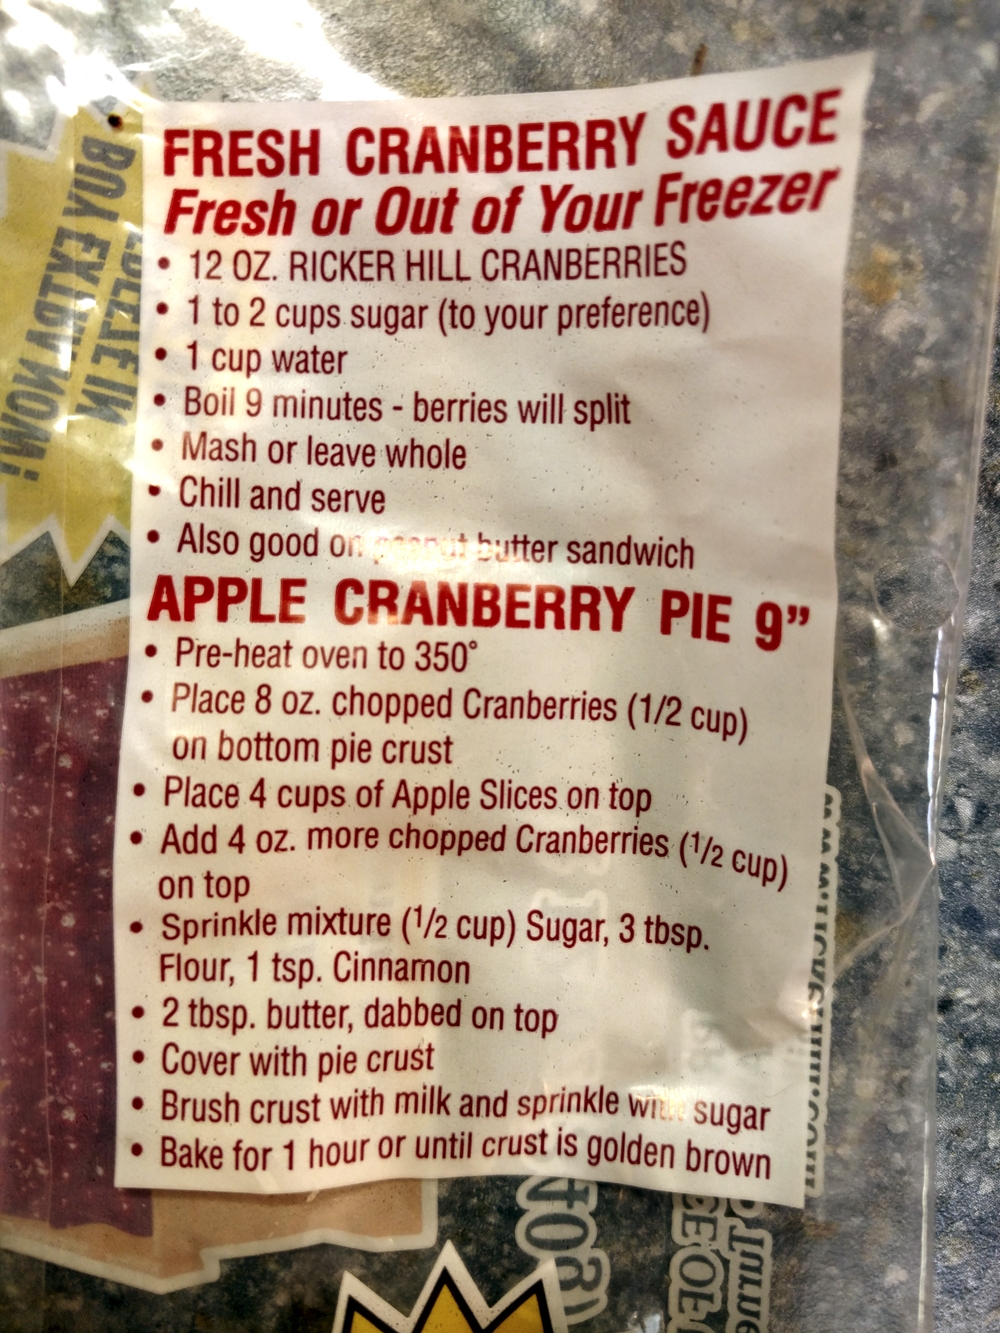 FRESH CRANBERRY SAUCE
Fresh or Out of Your Freezer
• 12 OZ. RICKER HILL CRANBERRIES
• 1 to 2 cups sugar (to your preference)
• 1 cup water
• Boil 9 minutes - berries will split
• Mash or leave whole
• Chill and serve
• Also good on peanut butter sandwich
APPLE CRANBERRY PIE 9”
• Pre-heat oven to 350°
• Place 8 oz. chopped Cranberries (1/2 cup)
on bottom pie crust
• Place 4 cups of Apple Slices on top
• Add 4 oz. more chopped Cranberries (1/2 cup)
on top
• Sprinkle mixture (1/2 cup) Sugar, 3 tbsp.
Flour, 1 tsp. Cinnamon
• 2 tbsp. butter, dabbed on top
• Cover with pie crust
• Brush crust with milk and sprinkle with sugar
• Bake for 1 hour or until crust is golden brown
• BUY EXTRA NOW!